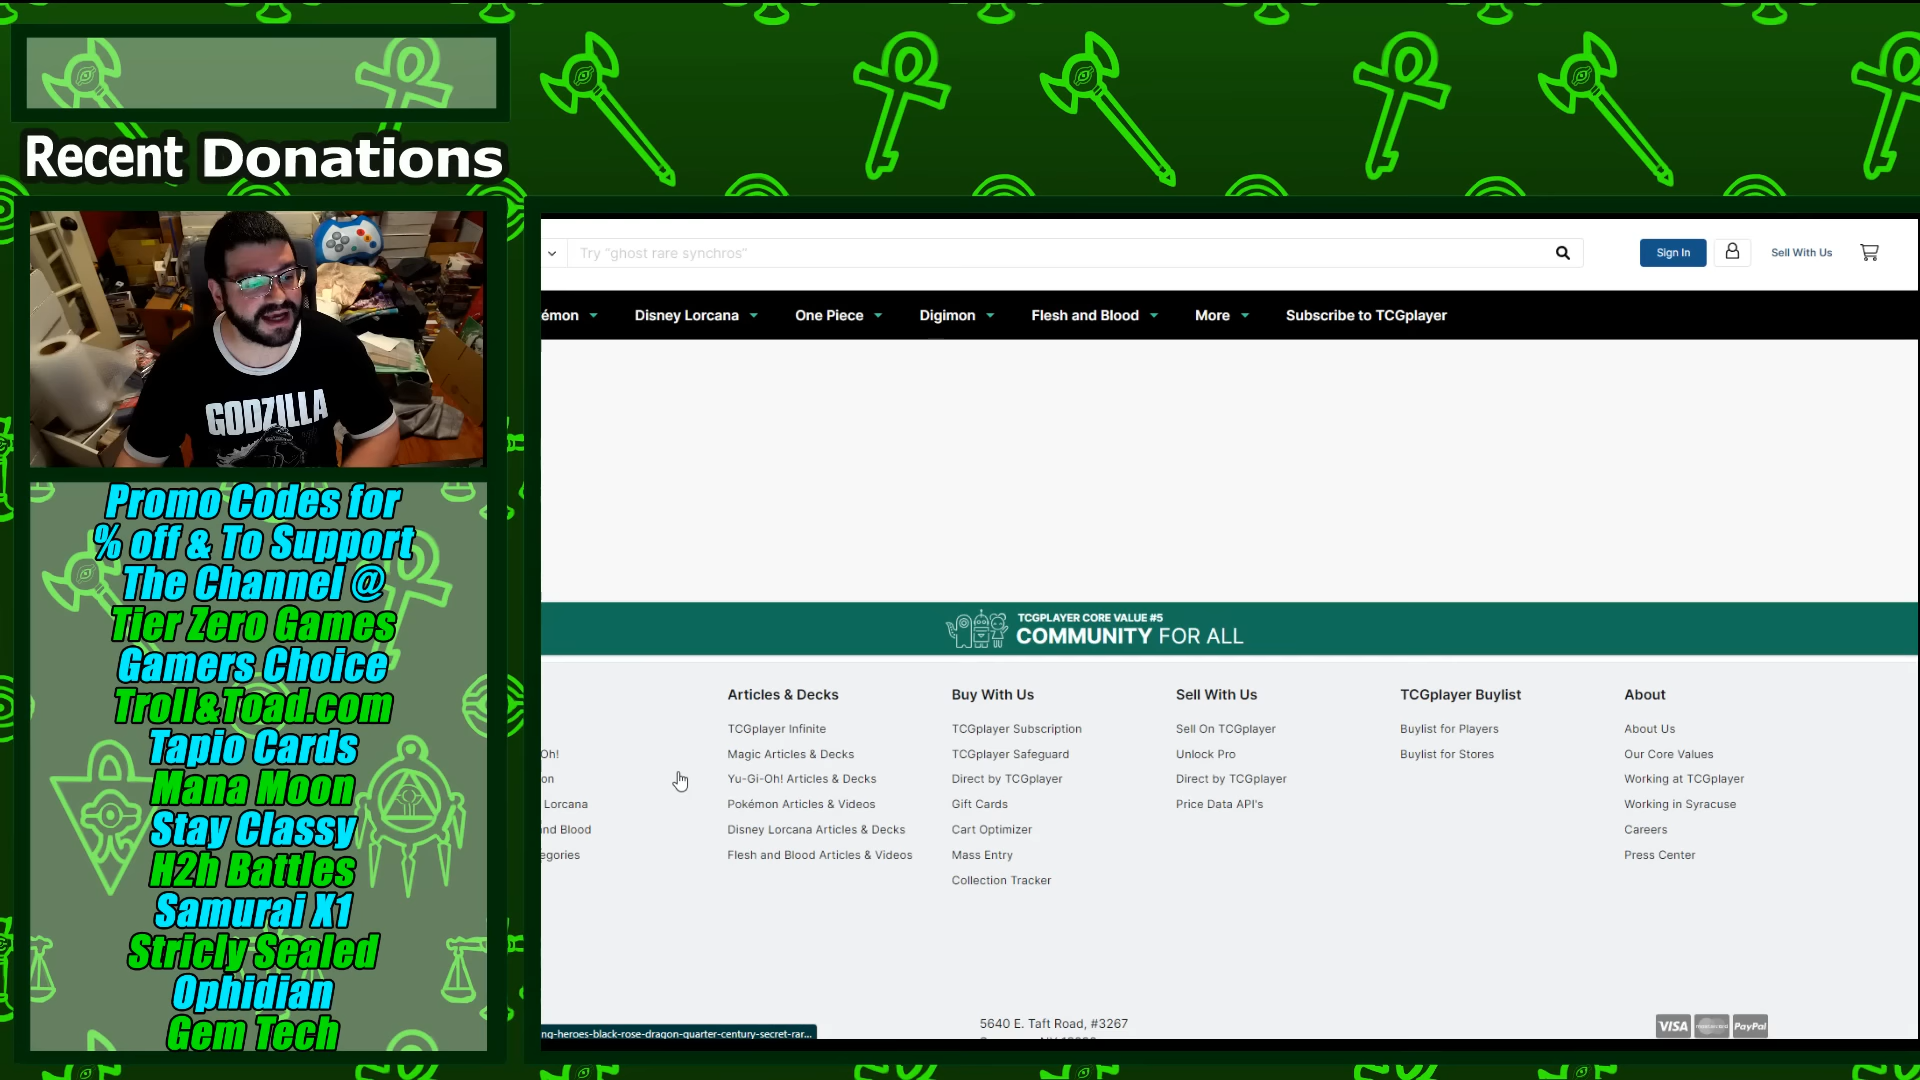 Recent Donations
GODZILLA
Promo Codes for
% off & To Support
The Channel @
Tier Zero Games
Gamers Choice
Troll&Toad.com
Tapio Cards
Mana Moon
Stay Classy
H2h Battles
Samurai X1
Stricly Sealed
Ophidian
Gem Tech
Try "ghost rare synchros"
Sign In
Sell With Us
émon
Disney Lorcana
One Piece
Digimon
Flesh and Blood
More
Subscribe to TCGplayer
TCGPLAYER CORE VALUE #5
COMMUNITY FOR ALL
Oh!
on
Lorcana
nd Blood
egories
Articles & Decks
TCGplayer Infinite
Magic Articles & Decks
Yu-Gi-Oh! Articles & Decks
Pokémon Articles & Videos
Disney Lorcana Articles & Decks
Flesh and Blood Articles & Videos
Buy With Us
TCGplayer Subscription
TCGplayer Safeguard
Direct by TCGplayer
Gift Cards
Cart Optimizer
Mass Entry
Collection Tracker
Sell With Us
Sell On TCGplayer
Unlock Pro
Direct by TCGplayer
Price Data API's
TCGplayer Buylist
Buylist for Players
Buylist for Stores
About
About Us
Our Core Values
Working at TCGplayer
Working in Syracuse
Careers
Press Center
ng-heroes-black-rose-dragon-quarter-century-secret-rar...
5640 E. Taft Road, #3267
VISA
PayPal